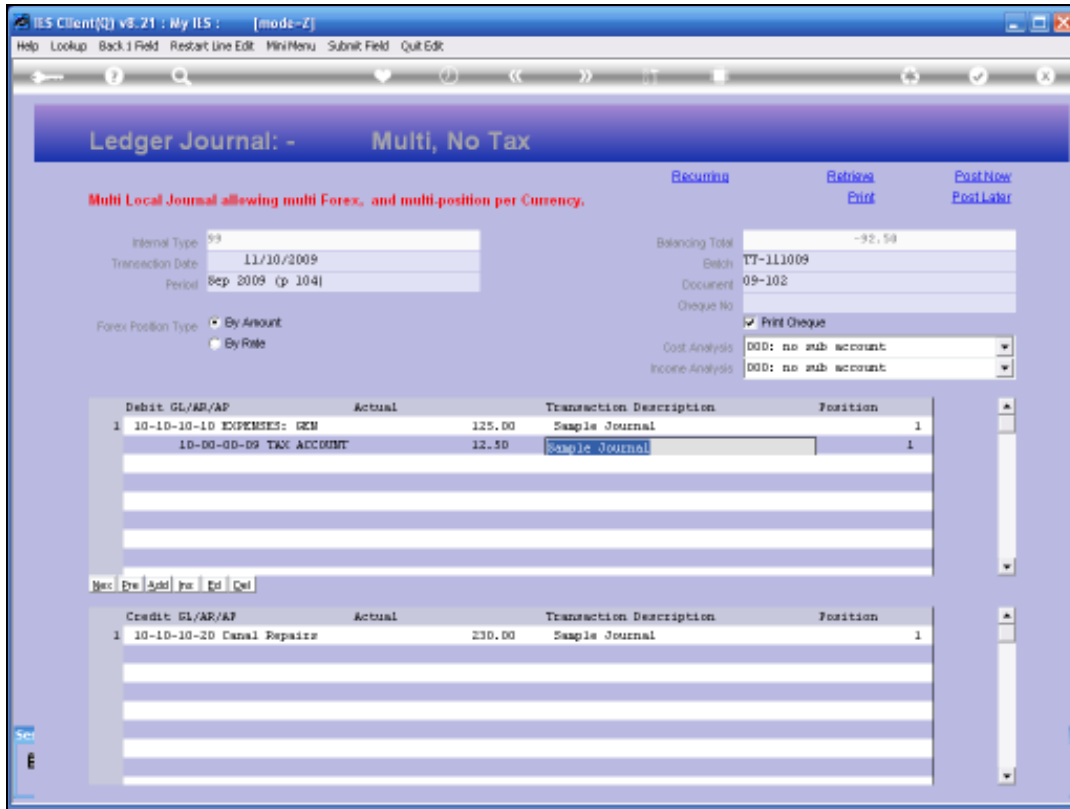 IES Client(Q) v8.21 : My IES : [mode-Z]
Help Lookup Back 1 Field Restart Line Edit MiniMenu Submit Field Quit Edit
Ledger Journal: - Multi, No Tax
Recurring Retrieve Post Now
Multi Local Journal allowing multi Forex, and multi-position per Currency. Print Post Later
Internal Type 99 Balancing Total -92.50
Transaction Date 11/10/2009 Batch TT-111009
Period Sep 2009 (p 104) Document 09-102
Cheque No
Forex Position Type By Amount Print Cheque
By Rate Cost Analysis 000: no sub account
Income Analysis 000: no sub account
Debit GL/AR/AP Actual Transaction Description Position
1 10-10-10-10 EXPENSES: GEN 125.00 Sample Journal 1
10-00-00-09 TAX ACCOUNT 12.50 Sample Journal 1
Nex Pre Add Ins Ed Del
Credit GL/AR/AP Actual Transaction Description Position
1 10-10-10-20 Canal Repairs 230.00 Sample Journal 1